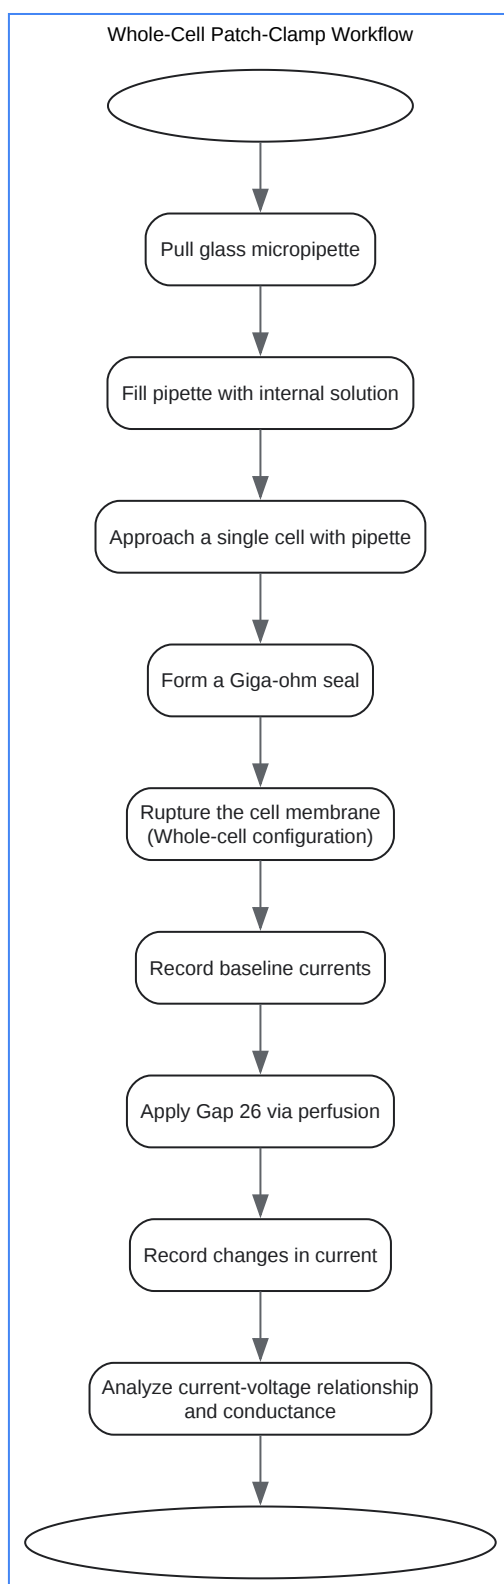 Whole-Cell Patch-Clamp Workflow
Pull glass micropipette
Fill pipette with internal solution
Approach a single cell with pipette
Form a Giga-ohm seal
Rupture the cell membrane
(Whole-cell configuration)
Record baseline currents
Apply Gap 26 via perfusion
Record changes in current
Analyze current-voltage relationship
and conductance